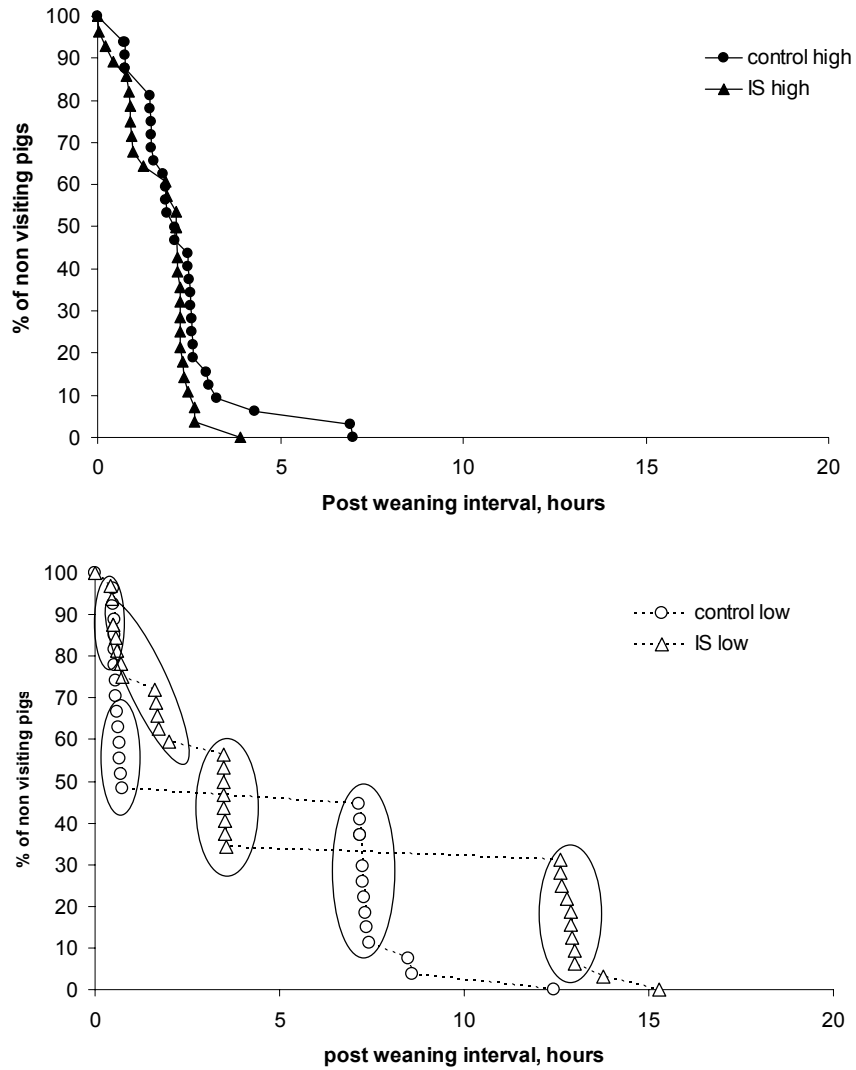 100
90
80
70
60
50
40
30
20
10
0
% of non visiting pigs
control high
IS high
0 5 10 15 20
Post weaning interval, hours
100
90
80
70
60
50
40
30
20
10
0
% of non visiting pigs
control low
IS low
0 5 10 15 20
post weaning interval, hours